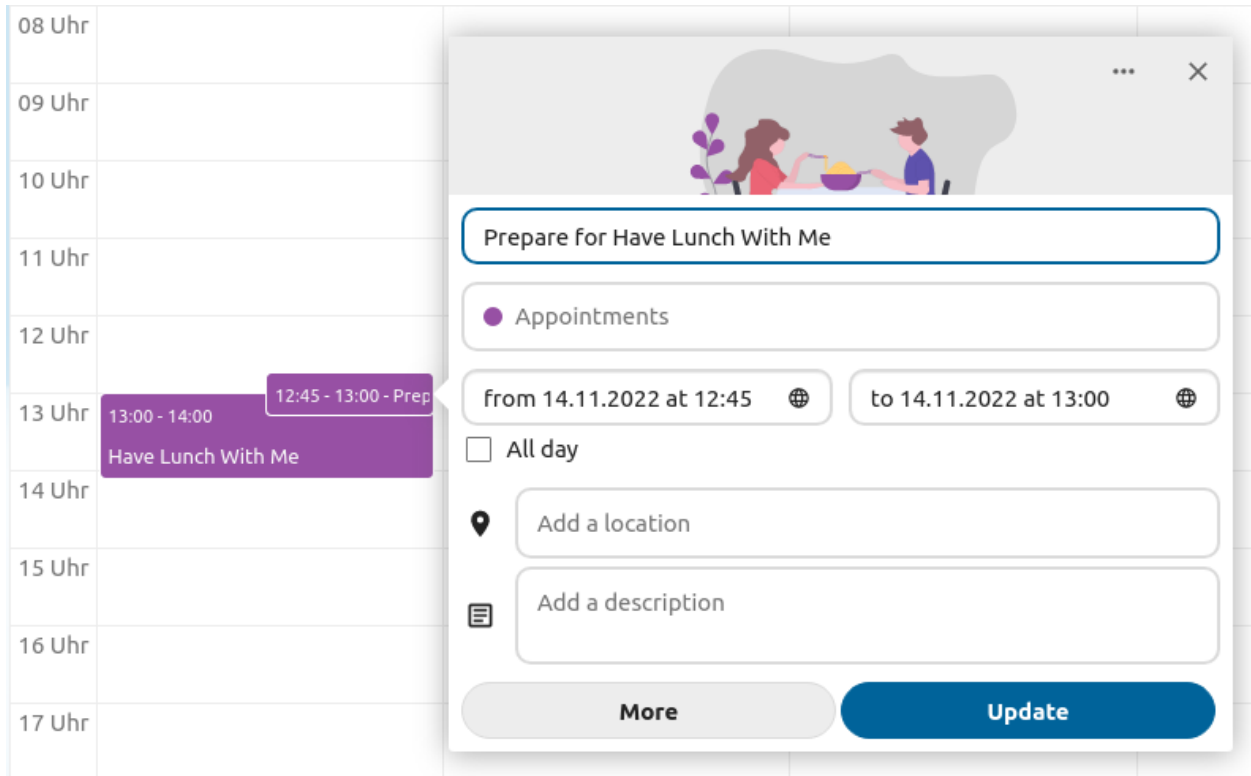 08 Uhr
09 Uhr
10 Uhr
11 Uhr
12 Uhr
13 Uhr
14 Uhr
15 Uhr
16 Uhr
17 Uhr
12:45 - 13:00 - Prep
13:00 - 14:00
Have Lunch With Me
Prepare for Have Lunch With Me
Appointments
from 14.11.2022 at 12:45
to 14.11.2022 at 13:00
All day
Add a location
Add a description
More
Update